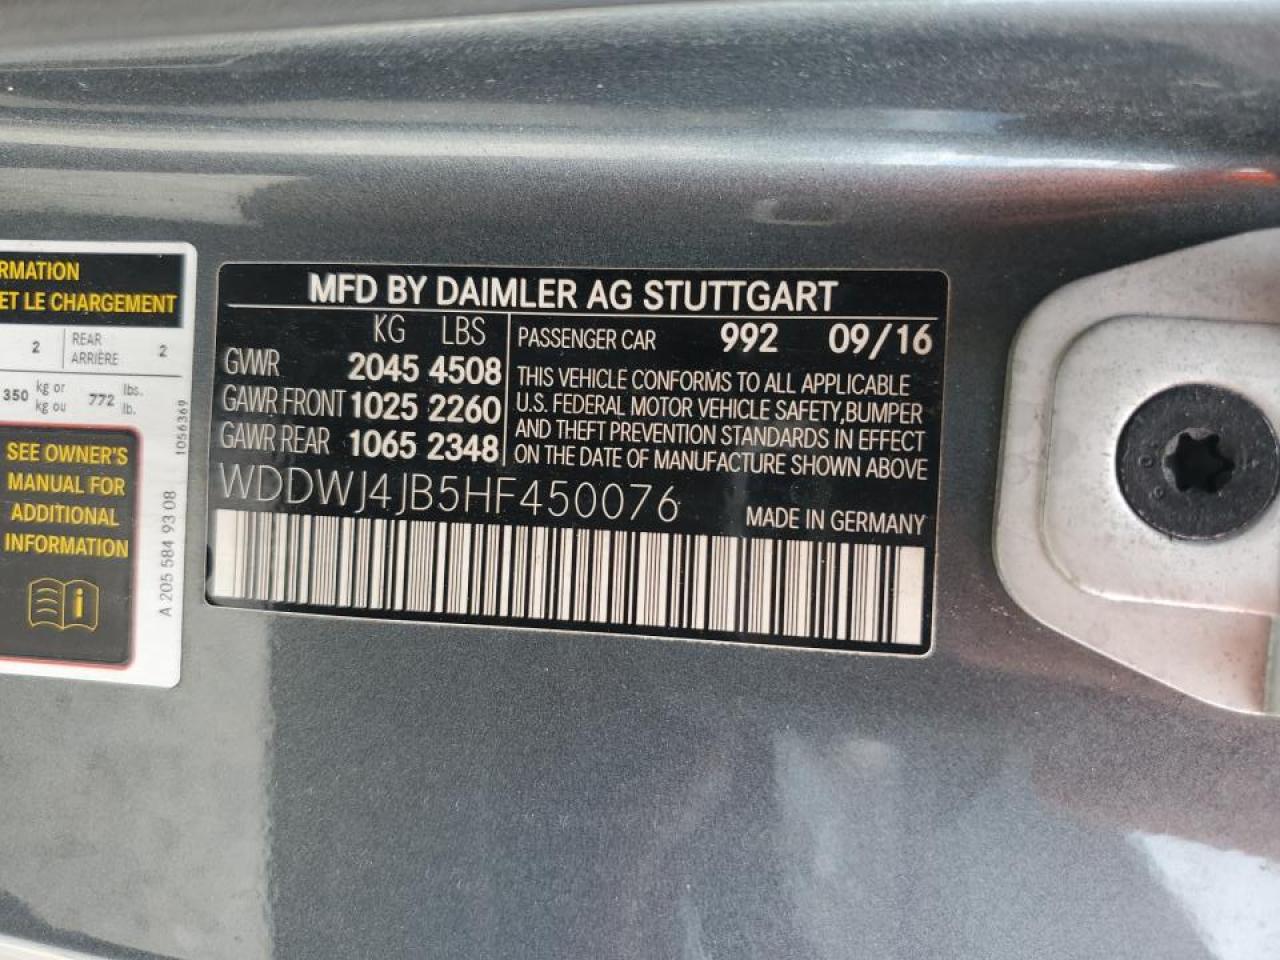 RMATION
ET LE CHARGEMENT
2 REAR ARRIÈRE 2
350 kg or kg ou 772 lbs. lb.
SEE OWNER'S
MANUAL FOR
ADDITIONAL
INFORMATION
1056369
A 205 584 93 08
MFD BY DAIMLER AG STUTTGART
KG LBS
GVWR 2045 4508
GAWR FRONT 1025 2260
GAWR REAR 1065 2348
PASSENGER CAR 992 09/16
THIS VEHICLE CONFORMS TO ALL APPLICABLE
U.S. FEDERAL MOTOR VEHICLE SAFETY,BUMPER
AND THEFT PREVENTION STANDARDS IN EFFECT
ON THE DATE OF MANUFACTURE SHOWN ABOVE
WDDWJ4JB5HF450076
MADE IN GERMANY